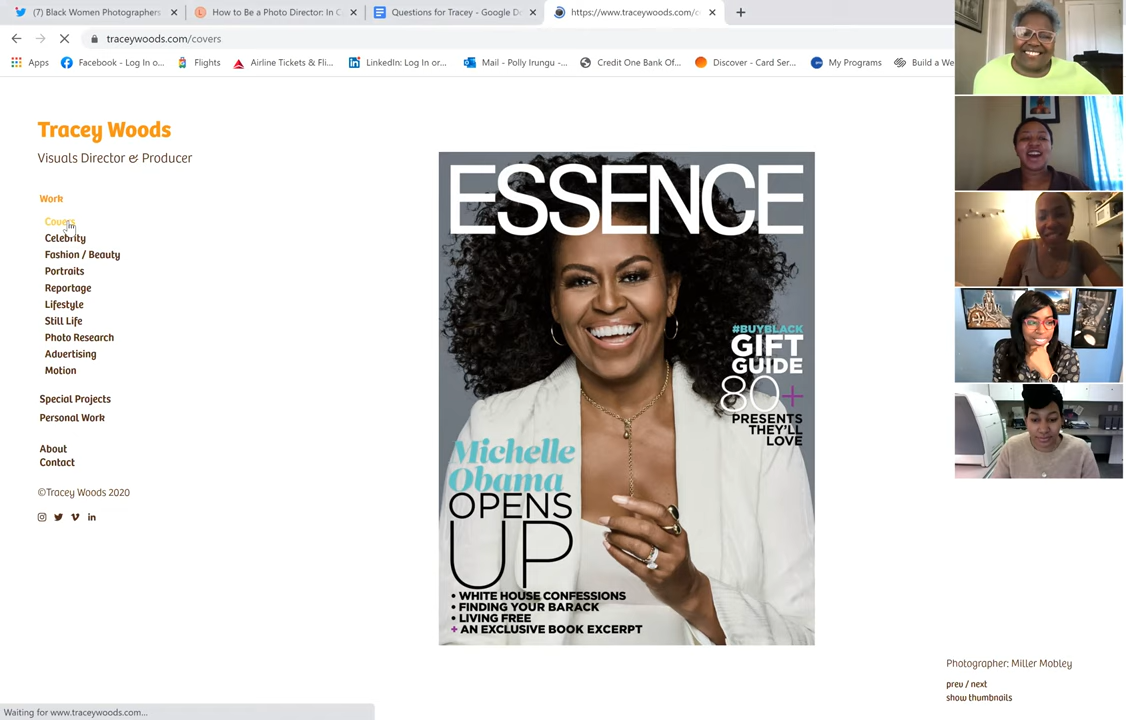 (7) Black Women Photographers
How to Be a Photo Director: In C
Questions for Tracey - Google D
https://www.traceywoods.com/c
traceywoods.com/covers
Apps
Facebook - Log In o...
Flights
Airline Tickets & Fli...
LinkedIn: Log In or...
Mail - Polly Irungu -...
Credit One Bank Of...
Discover - Card Ser...
My Programs
Build a We
Tracey Woods
Visuals Director & Producer
Work
Covers
Celebrity
Fashion / Beauty
Portraits
Reportage
Lifestyle
Still Life
Photo Research
Advertising
Motion
Special Projects
Personal Work
About
Contact
©Tracey Woods 2020
ESSENCE
#BUYBLACK
GIFT
GUIDE
80+
PRESENTS
THEY'LL
LOVE
Michelle
Obama
OPENS
UP
• WHITE HOUSE CONFESSIONS
• FINDING YOUR BARACK
• LIVING FREE
+ AN EXCLUSIVE BOOK EXCERPT
Photographer: Miller Mobley
prev / next
show thumbnails
Waiting for www.traceywoods.com...